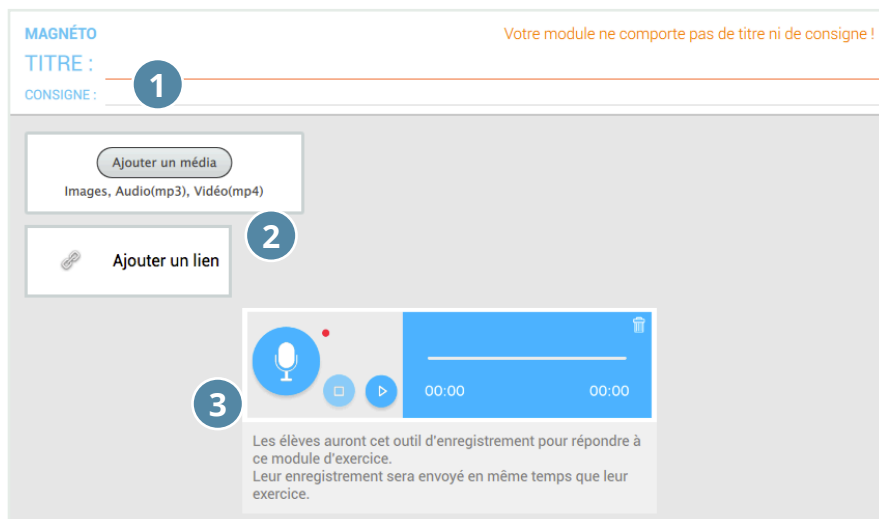 MAGNÉTO
Votre module ne comporte pas de titre ni de consigne !
TITRE :
1
CONSIGNE :
Ajouter un média
Images, Audio(mp3), Vidéo(mp4)
2
Ajouter un lien
3
00:00 00:00
Les élèves auront cet outil d'enregistrement pour répondre à
ce module d'exercice.
Leur enregistrement sera envoyé en même temps que leur
exercice.